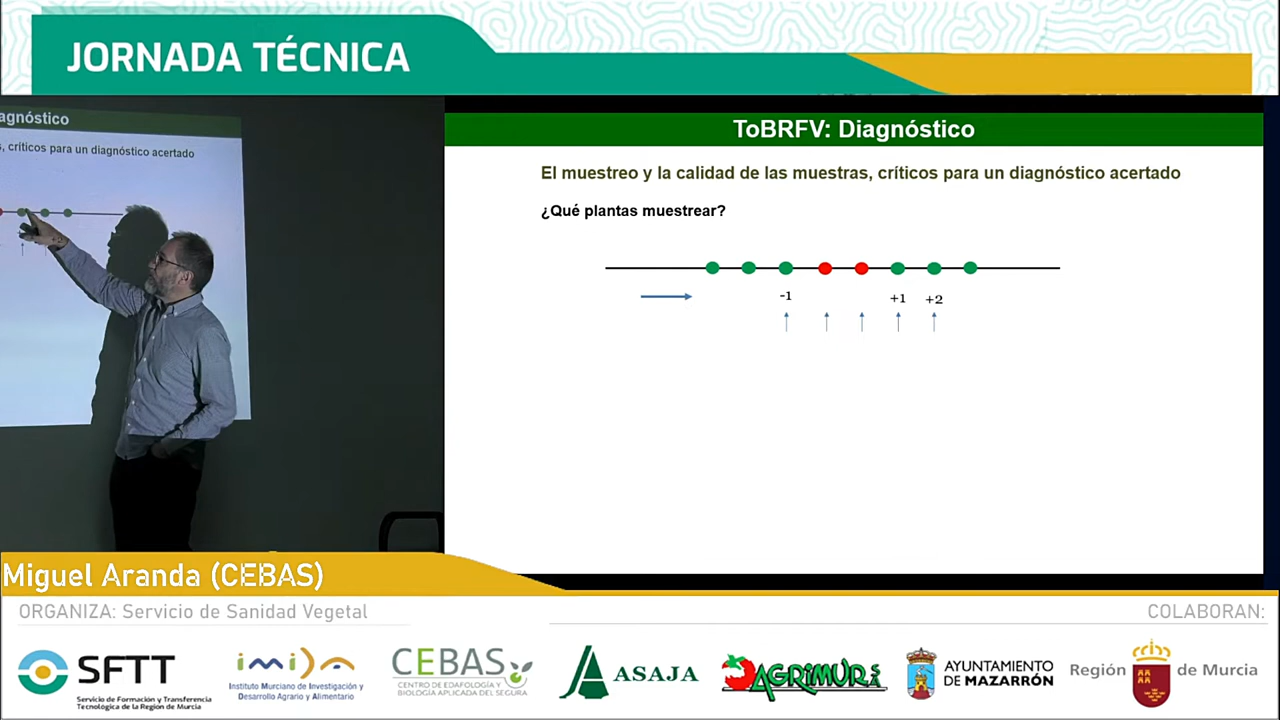 JORNADA TÉCNICA
agnóstico
s, críticos para un diagnóstico acertado
ToBRFV: Diagnóstico
El muestreo y la calidad de las muestras, críticos para un diagnóstico acertado
¿Qué plantas muestrear?
-1
+1
+2
Miguel Aranda (CEBAS)
ORGANIZA: Servicio de Sanidad Vegetal
COLABORAN:
SFTT
Servicio de Formación y Transferencia
Tecnológica de la Región de Murcia
imida
Instituto Murciano de Investigación y
Desarrollo Agrario y Alimentario
CEBAS
CENTRO DE EDAFOLOGÍA Y
BIOLOGÍA APLICADA DEL SEGURA
ASAJA
AGRIMUR
AYUNTAMIENTO
DE MAZARRÓN
Región de Murcia